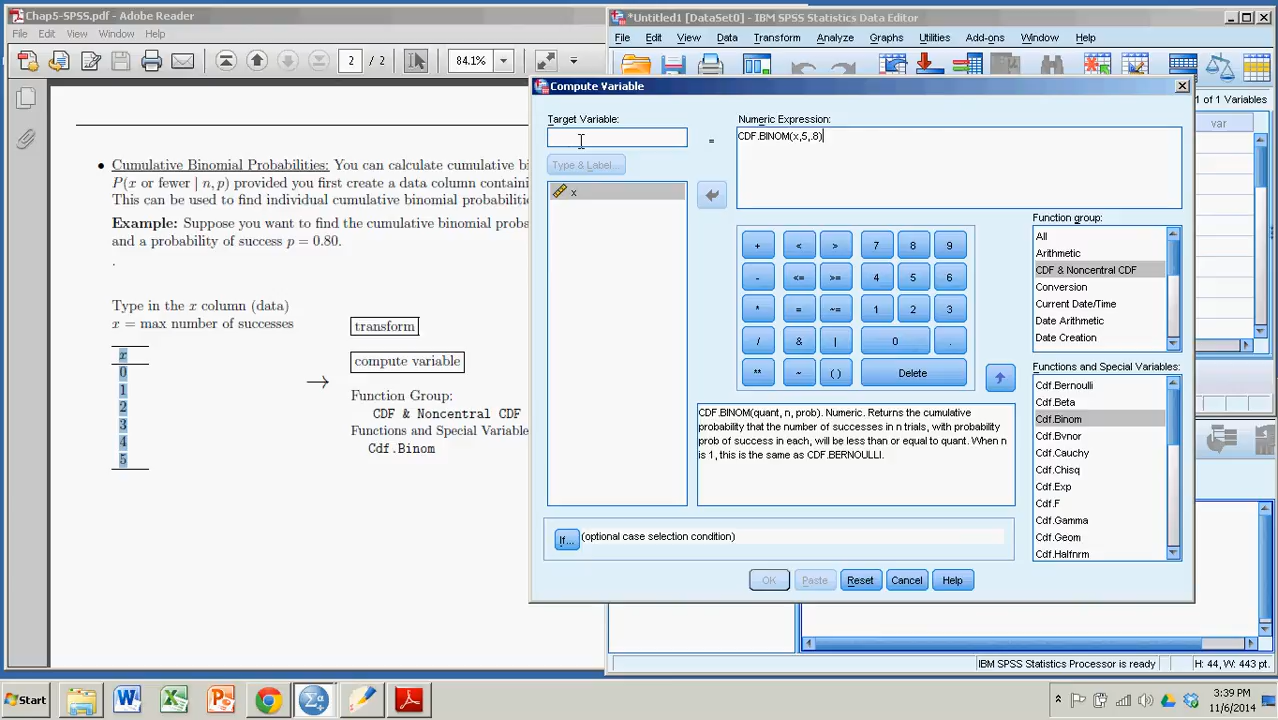 Chap5-SPSS.pdf - Adobe Reader
File Edit View Window Help
2 / 2 84.1%
• Cumulative Binomial Probabilities: You can calculate cumulative bi
P(x or fewer | n, p) provided you first create a data column containin
This can be used to find individual cumulative binomial probabilities
Example: Suppose you want to find the cumulative binomial proba
and a probability of success p = 0.80.
.
Type in the x column (data)
x = max number of successes
x
0
1
2
3
4
5
→
transform
compute variable
Function Group:
CDF & Noncentral CDF
Functions and Special Variable
Cdf.Binom
*Untitled1 [DataSet0] - IBM SPSS Statistics Data Editor
File Edit View Data Transform Analyze Graphs Utilities Add-ons Window Help
1 of 1 Variables
var
Compute Variable
Target Variable:
Type & Label...
x
=
Numeric Expression:
CDF.BINOM(x,5,.8)
+ < > 7 8 9
- <= >= 4 5 6
* = ~= 1 2 3
/ & | 0 .
** ~ ( ) Delete
CDF.BINOM(quant, n, prob). Numeric. Returns the cumulative
probability that the number of successes in n trials, with probability
prob of success in each, will be less than or equal to quant. When n
is 1, this is the same as CDF.BERNOULLI.
Function group:
All
Arithmetic
CDF & Noncentral CDF
Conversion
Current Date/Time
Date Arithmetic
Date Creation
Functions and Special Variables:
Cdf.Bernoulli
Cdf.Beta
Cdf.Binom
Cdf.Bvnor
Cdf.Cauchy
Cdf.Chisq
Cdf.Exp
Cdf.F
Cdf.Gamma
Cdf.Geom
Cdf.Halfnrm
If... (optional case selection condition)
OK Paste Reset Cancel Help
IBM SPSS Statistics Processor is ready
H: 44, W: 443 pt.
Start
3:39 PM
11/6/2014